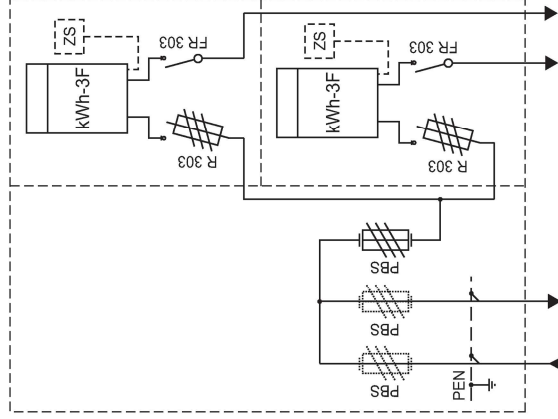 ZS
FR 303
kWh-3F
R 303
ZS
FR 303
kWh-3F
R 303
PBS
PBS
PBS
PEN